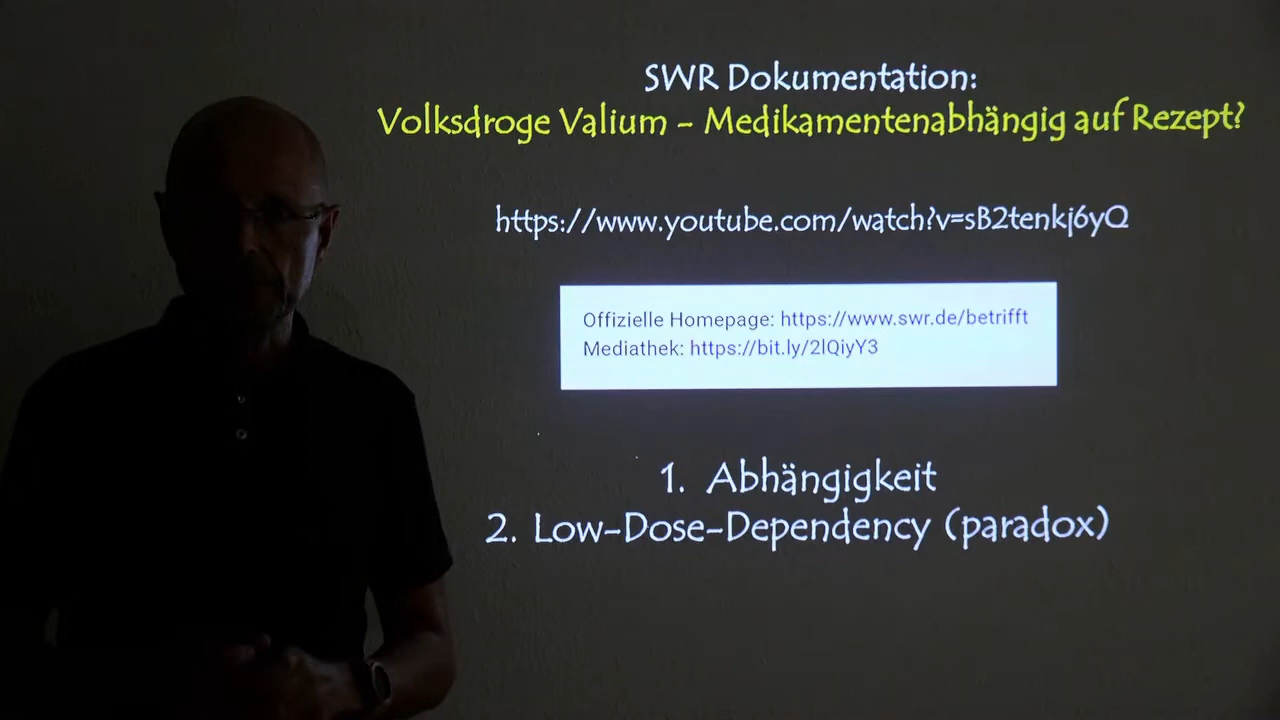 SWR Dokumentation:
Volksdroge Valium - Medikamentenabhängig auf Rezept?
https://www.youtube.com/watch?v=sB2tenkj6yQ
Offizielle Homepage: https://www.swr.de/betrifft
Mediathek: https://bit.ly/2lQiyY3
1. Abhängigkeit
2. Low-Dose-Dependency (paradox)